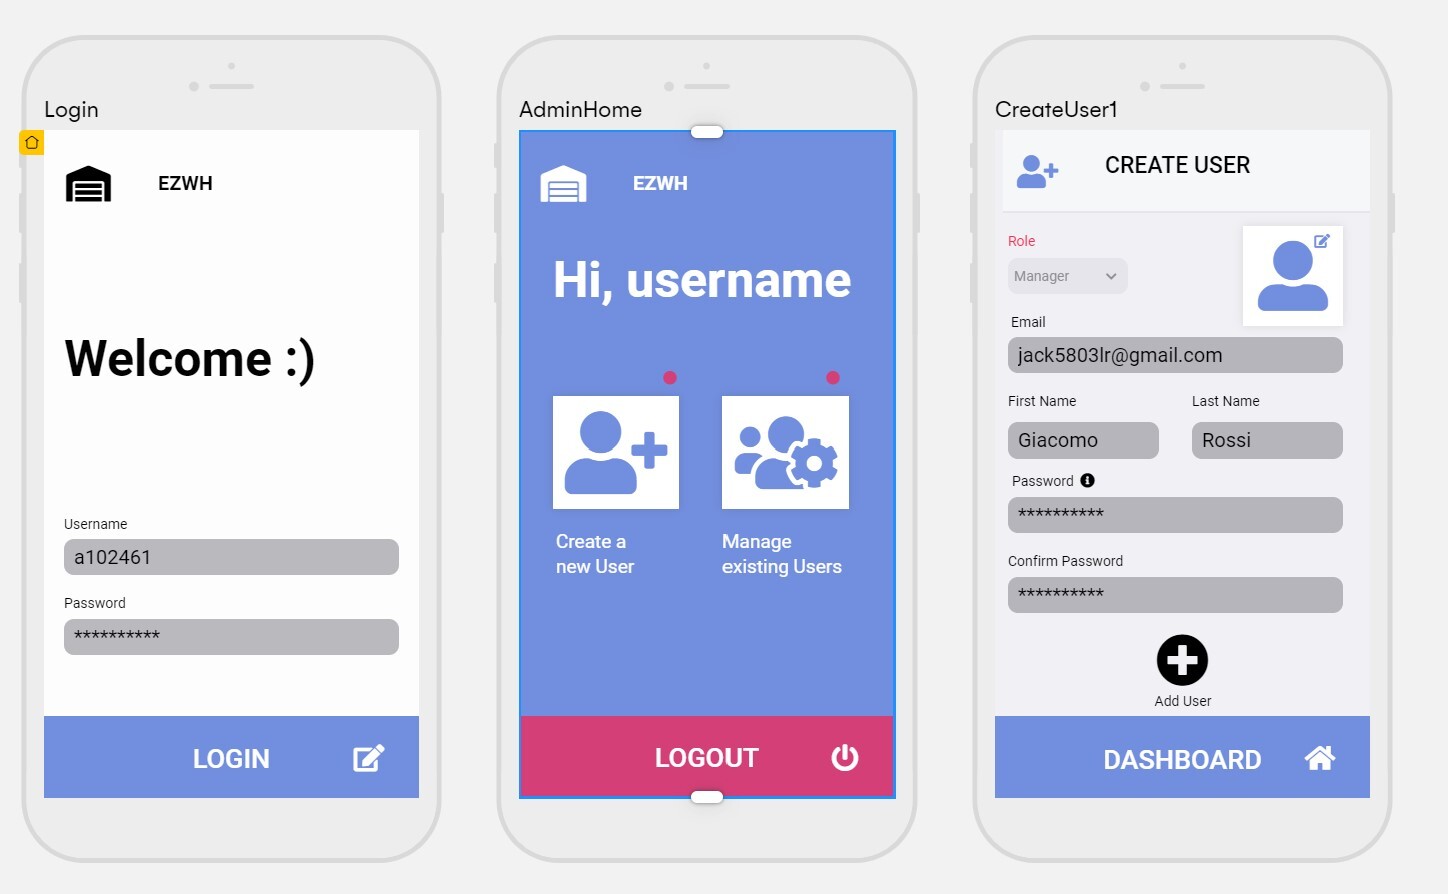 Login
EZWH
Welcome :)
Username
a102461
Password
**********
LOGIN
AdminHome
EZWH
Hi, username
Create a
new User
Manage
existing Users
LOGOUT
CreateUser1
CREATE USER
Role
Manager
Email
jack5803lr@gmail.com
First Name
Last Name
Giacomo
Rossi
Password
**********
Confirm Password
**********
Add User
DASHBOARD